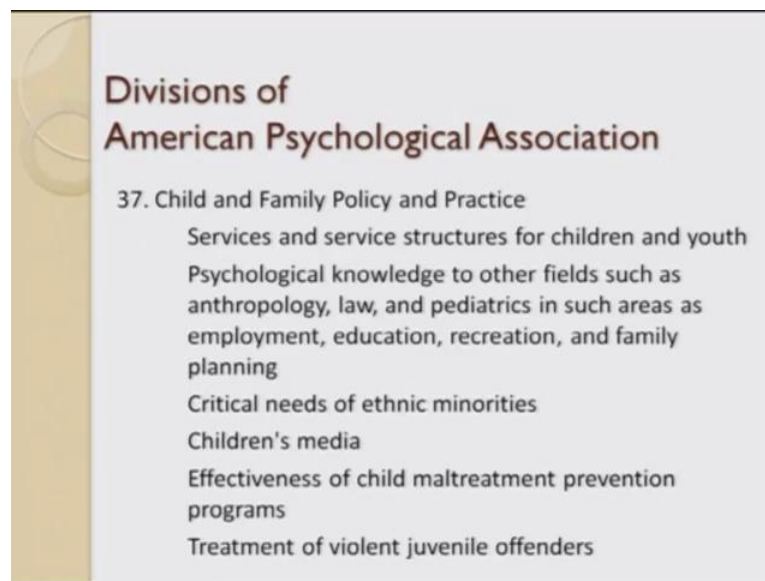 Divisions of
American Psychological Association
37. Child and Family Policy and Practice
Services and service structures for children and youth
Psychological knowledge to other fields such as
anthropology, law, and pediatrics in such areas as
employment, education, recreation, and family
planning
Critical needs of ethnic minorities
Children's media
Effectiveness of child maltreatment prevention
programs
Treatment of violent juvenile offenders